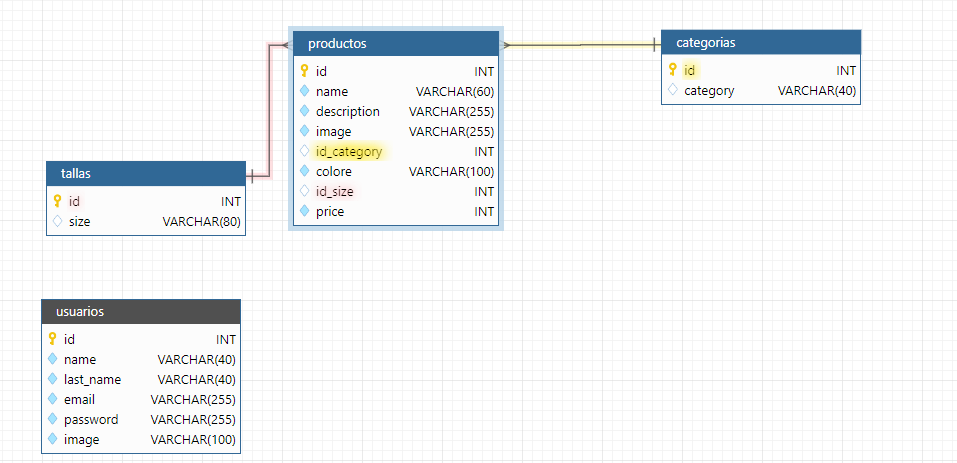 productos
id INT
name VARCHAR(60)
description VARCHAR(255)
image VARCHAR(255)
id_category INT
colore VARCHAR(100)
id_size INT
price INT
categorias
id INT
category VARCHAR(40)
tallas
id INT
size VARCHAR(80)
usuarios
id INT
name VARCHAR(40)
last_name VARCHAR(40)
email VARCHAR(255)
password VARCHAR(255)
image VARCHAR(100)